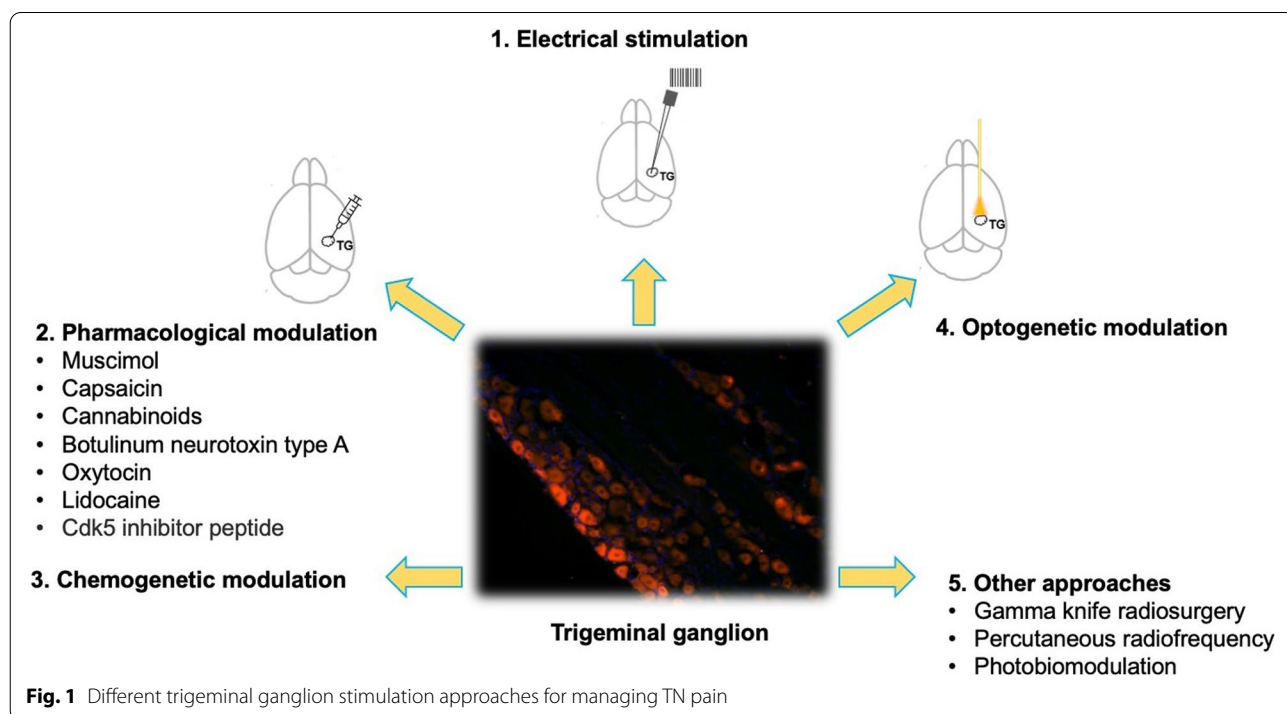 1. Electrical stimulation
TG
TG
TG
2. Pharmacological modulation
• Muscimol
• Capsaicin
• Cannabinoids
• Botulinum neurotoxin type A
• Oxytocin
• Lidocaine
• Cdk5 inhibitor peptide
3. Chemogenetic modulation
4. Optogenetic modulation
5. Other approaches
• Gamma knife radiosurgery
• Percutaneous radiofrequency
• Photobiomodulation
Trigeminal ganglion
Fig. 1 Different trigeminal ganglion stimulation approaches for managing TN pain